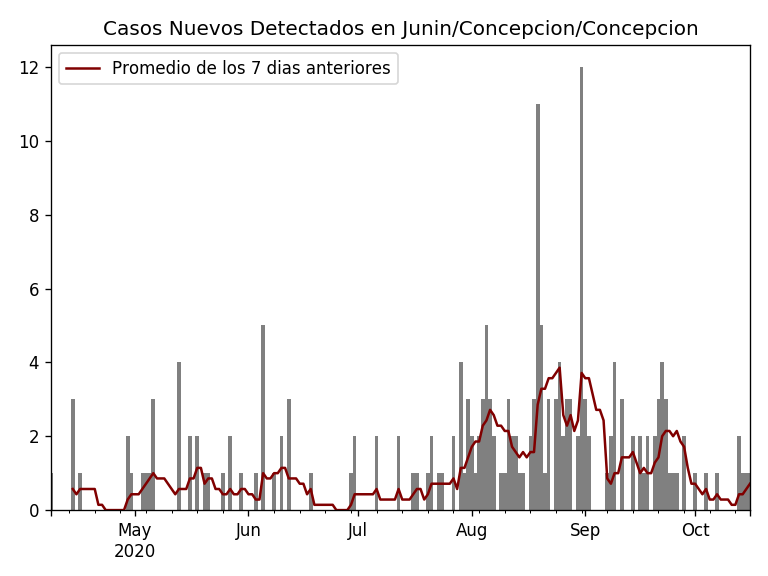 Casos Nuevos Detectados en Junin/Concepcion/Concepcion
Promedio de los 7 dias anteriores
12
10
8
6
4
2
0
May Jun Jul Aug Sep Oct
2020